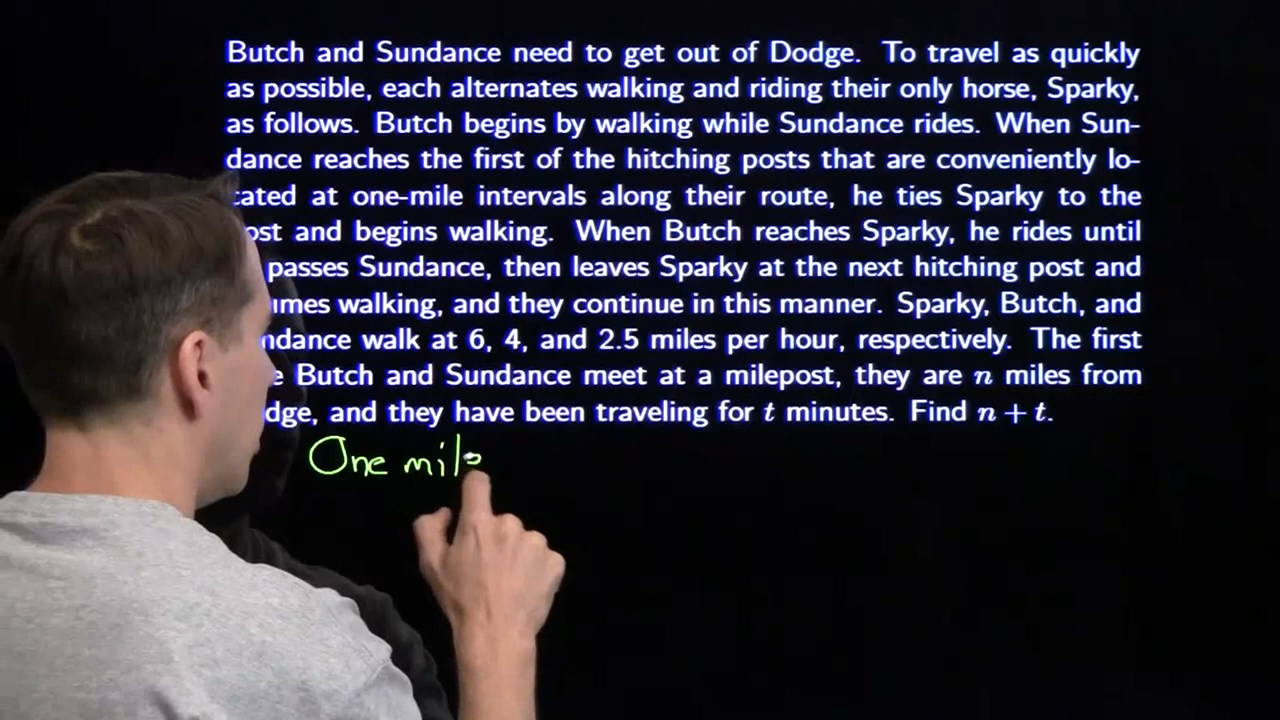 Butch and Sundance need to get out of Dodge. To travel as quickly
as possible, each alternates walking and riding their only horse, Sparky,
as follows. Butch begins by walking while Sundance rides. When Sun-
dance reaches the first of the hitching posts that are conveniently lo-
cated at one-mile intervals along their route, he ties Sparky to the
post and begins walking. When Butch reaches Sparky, he rides until
passes Sundance, then leaves Sparky at the next hitching post and
walking, and they continue in this manner. Sparky, Butch, and
walk at 6, 4, and 2.5 miles per hour, respectively. The first
Butch and Sundance meet at a milepost, they are n miles from
and they have been traveling for t minutes. Find n + t.
One mile